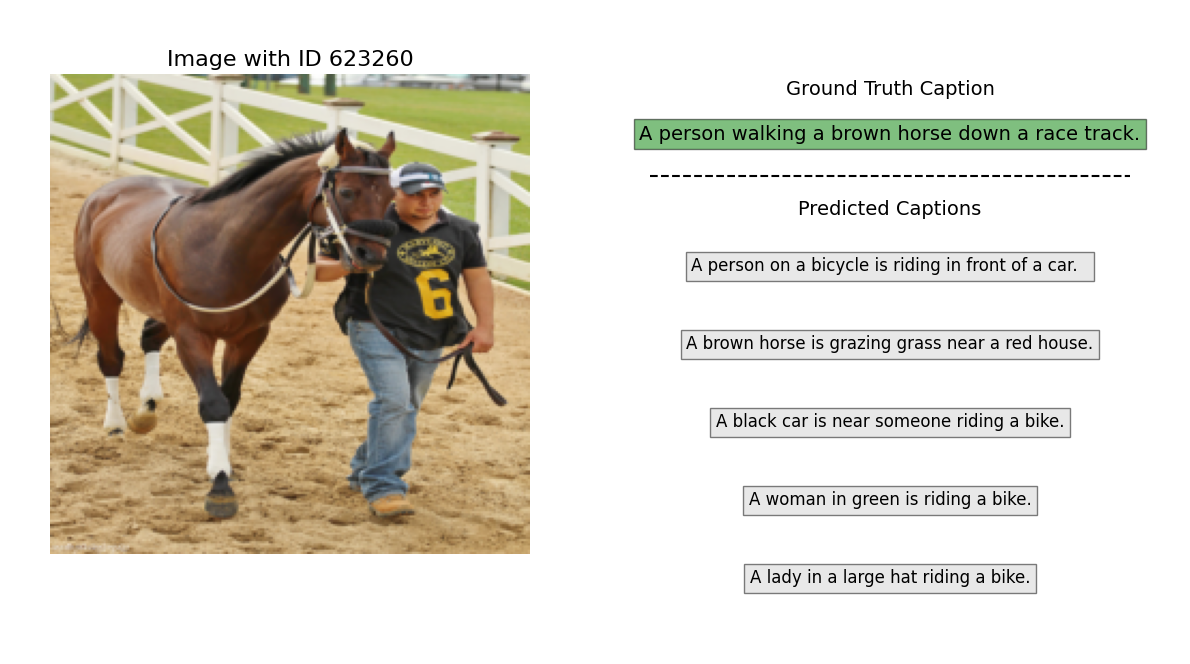 Image with ID 623260
6
Ground Truth Caption
A person walking a brown horse down a race track.
Predicted Captions
A person on a bicycle is riding in front of a car.
A brown horse is grazing grass near a red house.
A black car is near someone riding a bike.
A woman in green is riding a bike.
A lady in a large hat riding a bike.